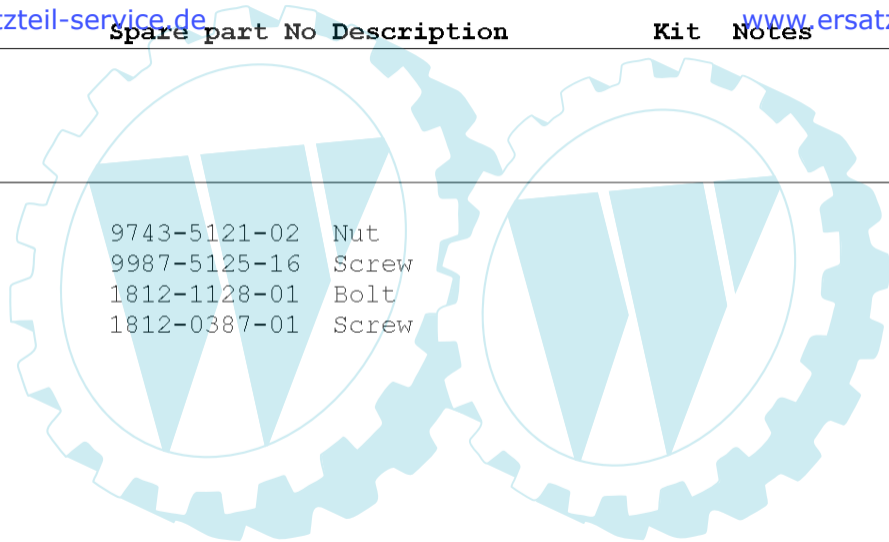 tzteil-service.de www.ersatz
Spare part No Description Kit Notes
9743-5121-02 Nut
9987-5125-16 Screw
1812-1128-01 Bolt
1812-0387-01 Screw